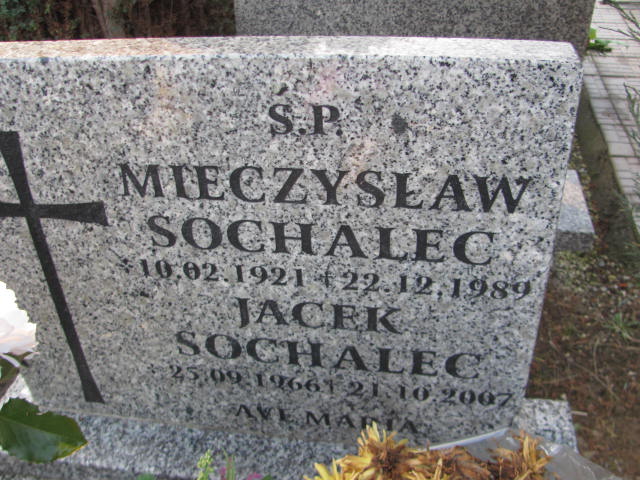 Ś.P.
MIECZYSŁAW
SOCHALEC
* 10.02.1921 † 22.12.1989
JACEK
SOCHALEC
* 25.09.1966 † 21.10.2007
AVE MARIA